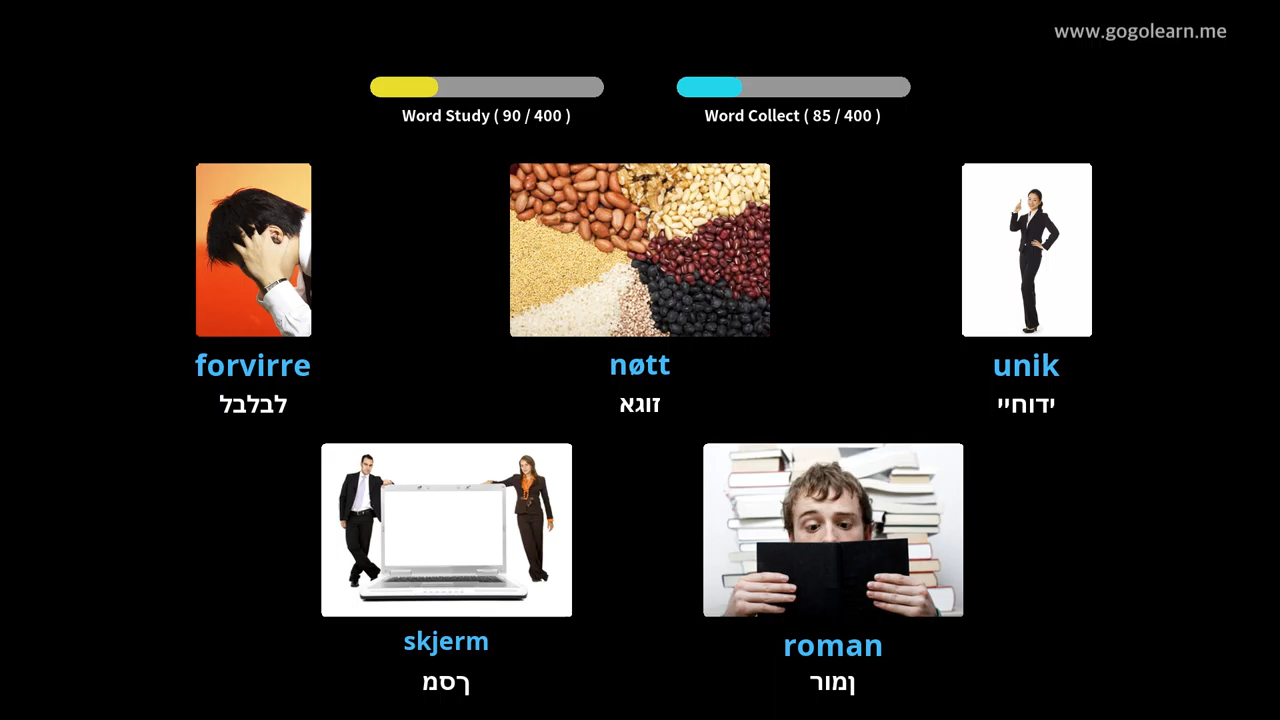 www.gogolearn.me
Word Study ( 90 / 400 )
Word Collect ( 85 / 400 )
forvirre
לבלבל
nøtt
זוגא
unik
ידוחיי
skjerm
ךסמ
roman
ןמור